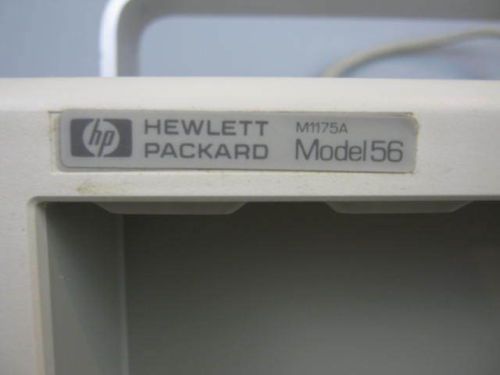 hp HEWLETT PACKARD
M1175A
Model 56